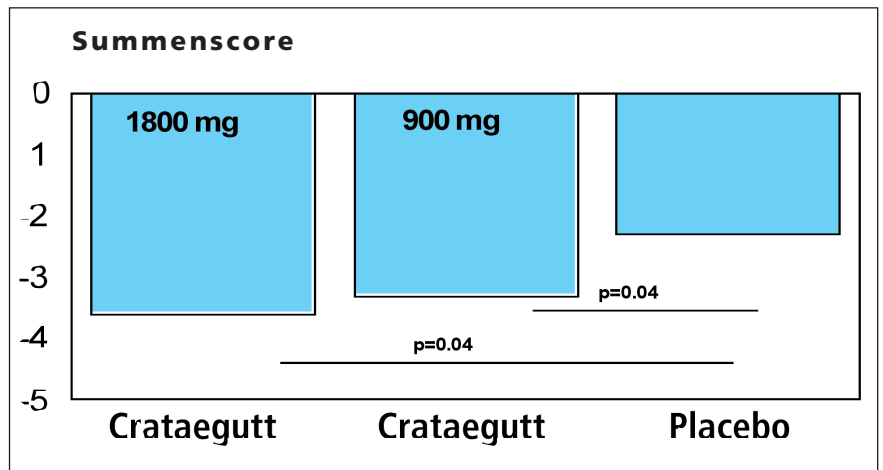 Summenscore
0
1800 mg
900 mg
1
-2
-3
p=0.04
-4
p=0.04
-5
Crataegutt
Crataegutt
Placebo